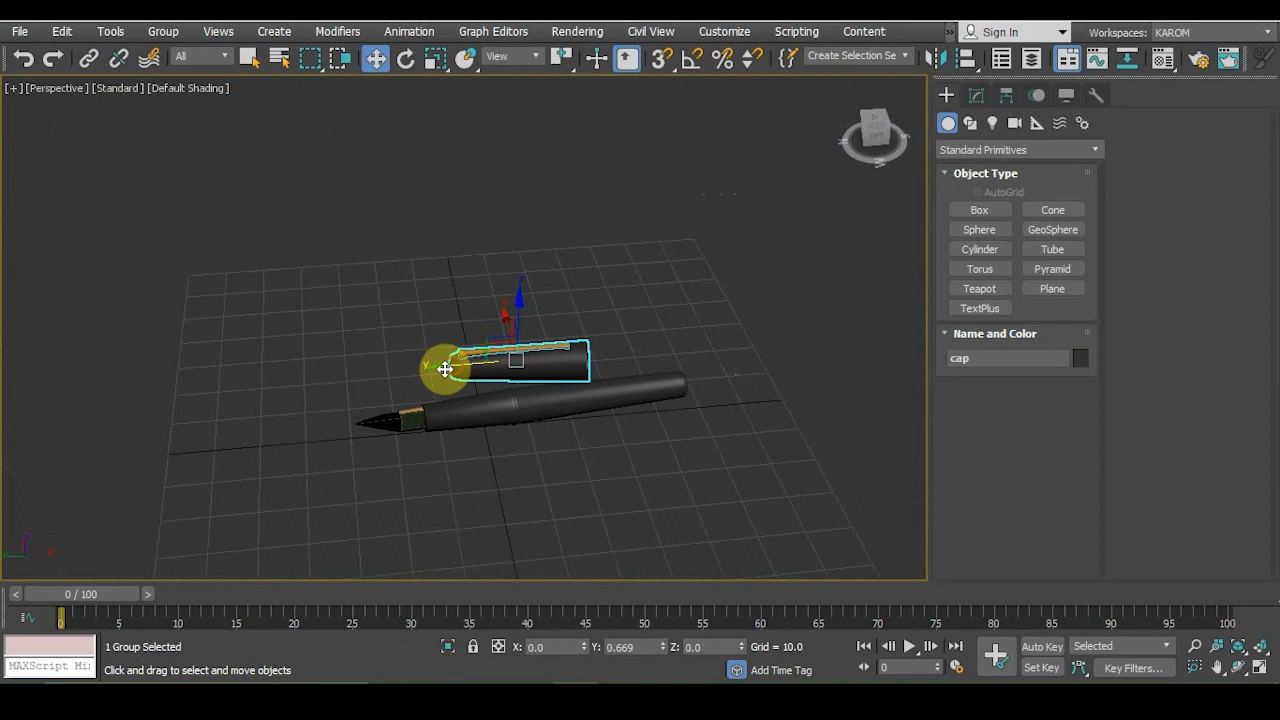 File Edit Tools Group Views Create Modifiers Animation Graph Editors Rendering Civil View Customize Scripting Content » Sign In Workspaces: KAROM
All View 3 % Create Selection Se
[+] [Perspective] [Standard] [Default Shading]
Standard Primitives
Object Type
AutoGrid
Box Cone
Sphere GeoSphere
Cylinder Tube
Torus Pyramid
Teapot Plane
TextPlus
Name and Color
cap
< 0 / 100 >
0 5 10 15 20 25 30 35 40 45 50 55 60 65 70 75 80 85 90 95 100
1 Group Selected X: 0.0 Y: 0.669 Z: 0.0 Grid = 10.0 Auto Key Selected
MAXScript Mi Click and drag to select and move objects Add Time Tag 0 Set Key Key Filters...